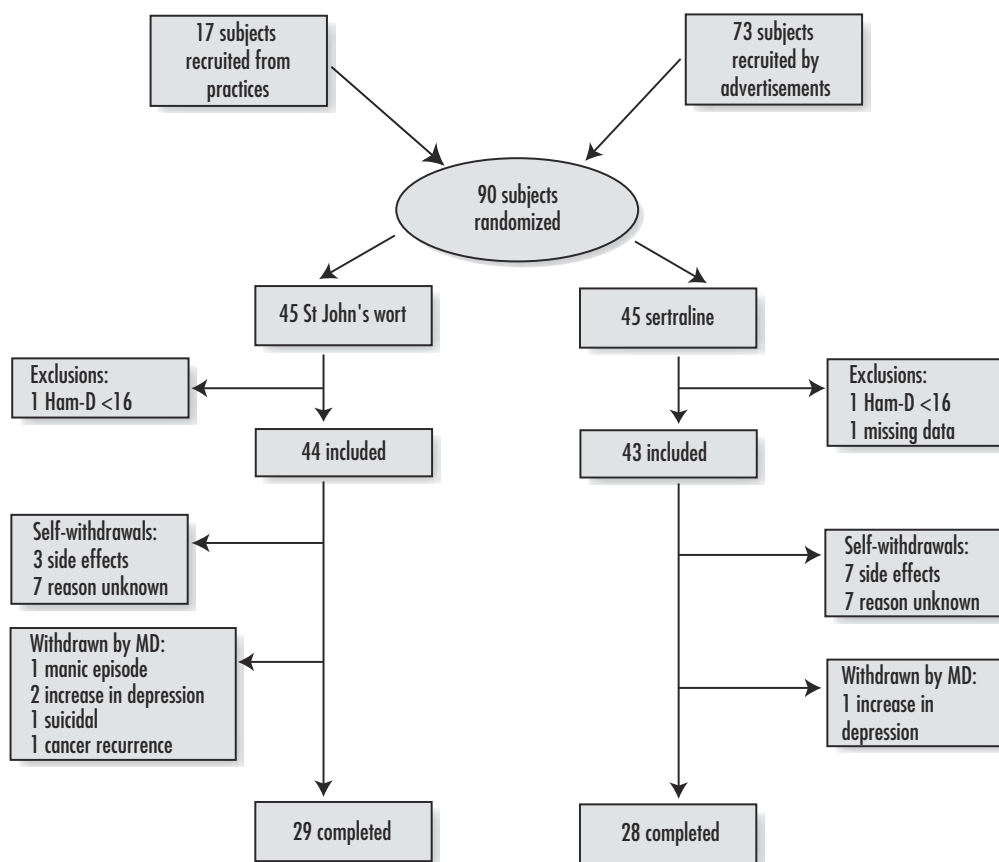 17 subjects
recruited from
practices
73 subjects
recruited by
advertisements
90 subjects
randomized
45 St John's wort
45 sertraline
Exclusions:
1 Ham-D <16
Exclusions:
1 Ham-D <16
1 missing data
44 included
43 included
Self-withdrawals:
3 side effects
7 reason unknown
Self-withdrawals:
7 side effects
7 reason unknown
Withdrawn by MD:
1 manic episode
2 increase in depression
1 suicidal
1 cancer recurrence
Withdrawn by MD:
1 increase in
depression
29 completed
28 completed